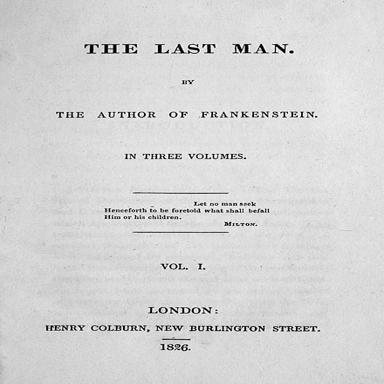 THE LAST MAN.
BY
THE AUTHOR OF FRANKENSTEIN.
IN THREE VOLUMES.
Let no man seek
Henceforth to be foretold what shall befall
Him or his children.
MILTON.
VOL. I.
LONDON:
HENRY COLBURN, NEW BURLINGTON STREET.
1826.